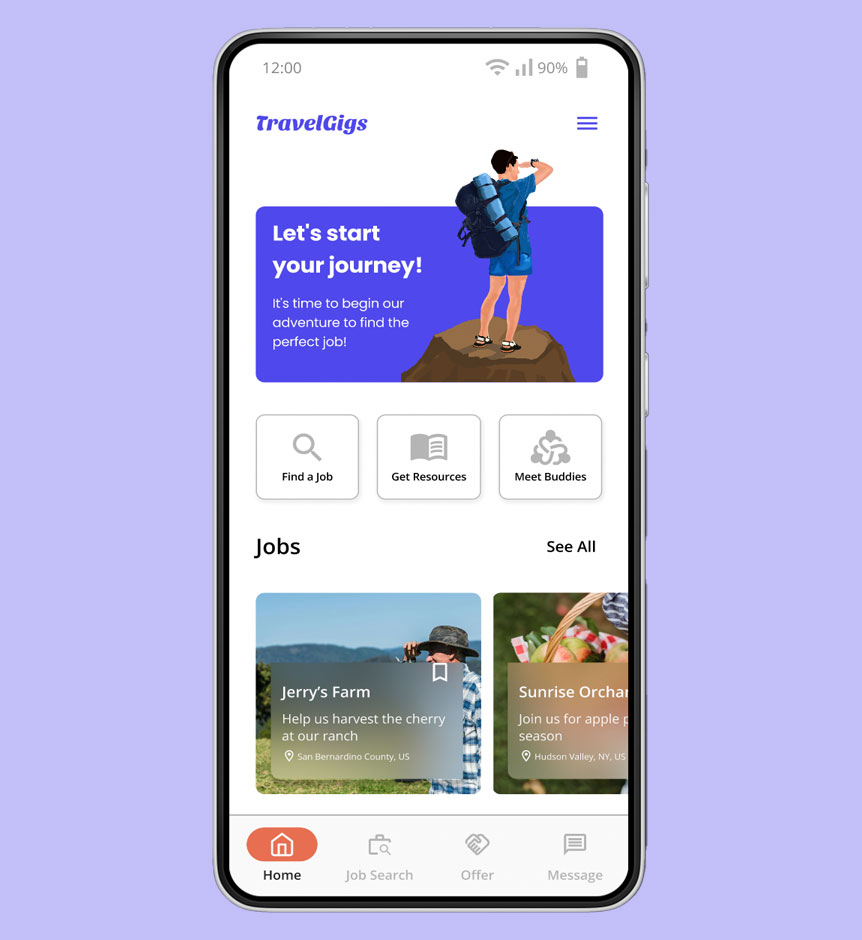 12:00
90%
TravelGigs
Let's start
your journey!
It's time to begin our
adventure to find the
perfect job!
Find a Job
Get Resources
Meet Buddies
Jobs
See All
Jerry's Farm
Help us harvest the cherry
at our ranch
San Bernardino County, US
Sunrise Orchar
Join us for apple p
season
Hudson Valley, NY, US
Home
Job Search
Offer
Message